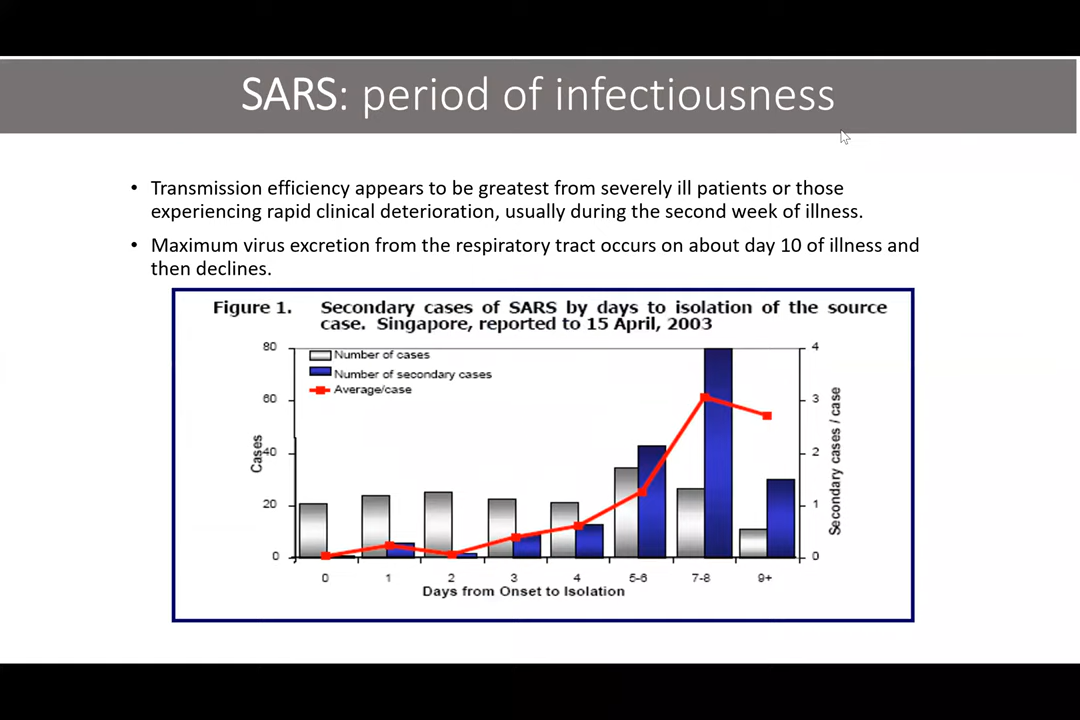 SARS: period of infectiousness
• Transmission efficiency appears to be greatest from severely ill patients or those
experiencing rapid clinical deterioration, usually during the second week of illness.
• Maximum virus excretion from the respiratory tract occurs on about day 10 of illness and
then declines.
Figure 1. Secondary cases of SARS by days to isolation of the source
case. Singapore, reported to 15 April, 2003
Number of cases
Number of secondary cases
Average/case
80
60
40
20
0
Cases
4
3
2
1
0
Secondary cases / case
0 1 2 3 4 5-6 7-8 9+
Days from Onset to Isolation